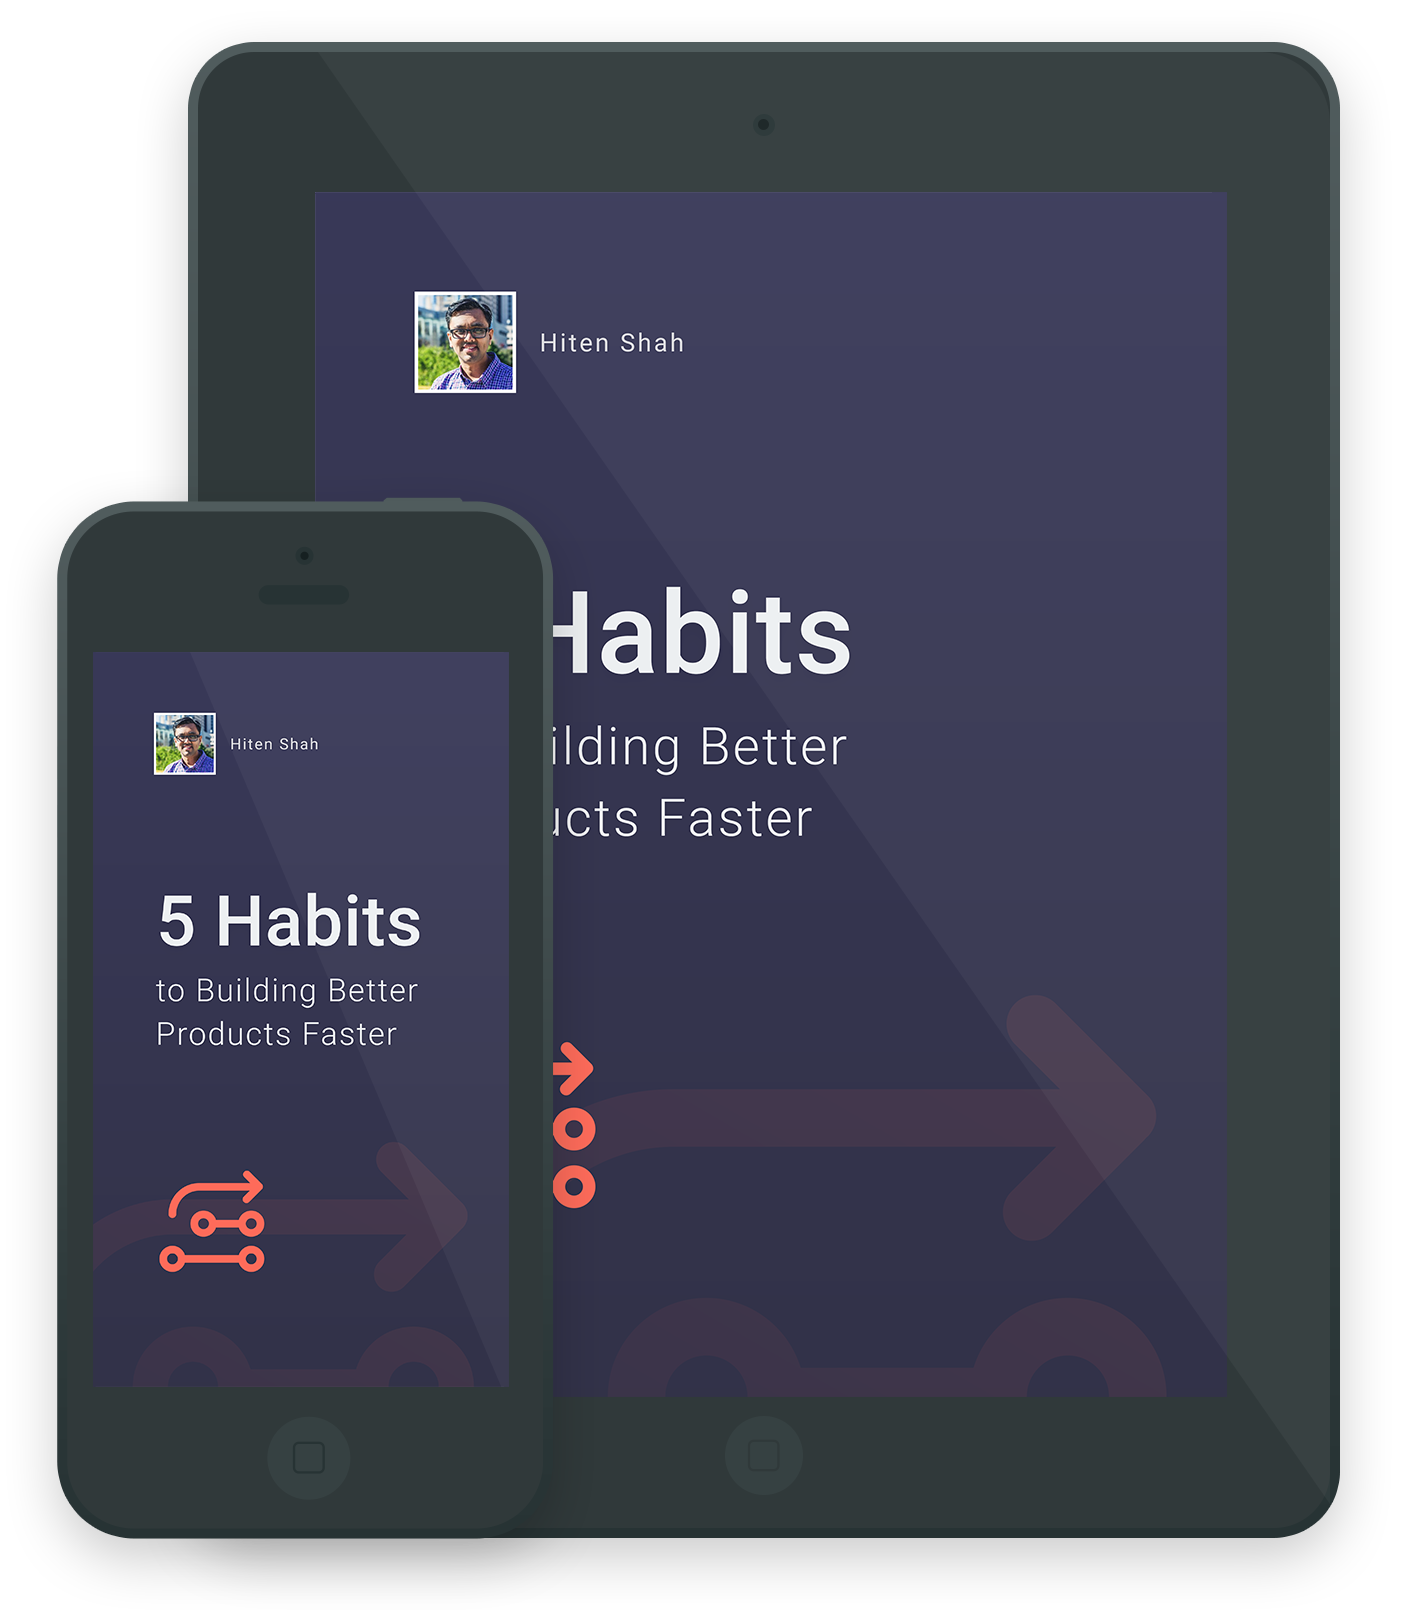 Hiten Shah
Habits
ilding Better
ucts Faster
Hiten Shah
5 Habits
to Building Better
Products Faster